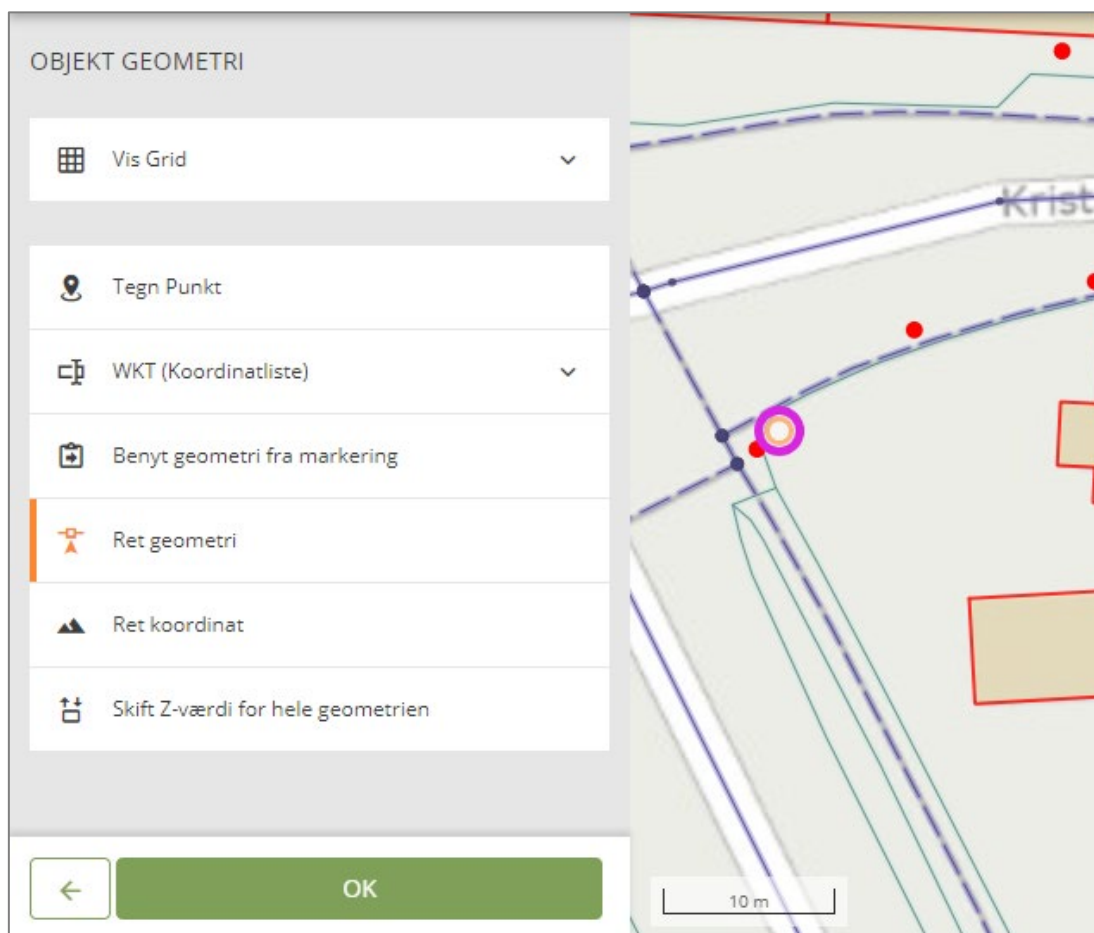 OBJEKT GEOMETRI
Vis Grid
Tegn Punkt
WKT (Koordinatliste)
Benyt geometri fra markering
Ret geometri
Ret koordinat
Skift Z-værdi for hele geometrien
OK
Krist
10 m